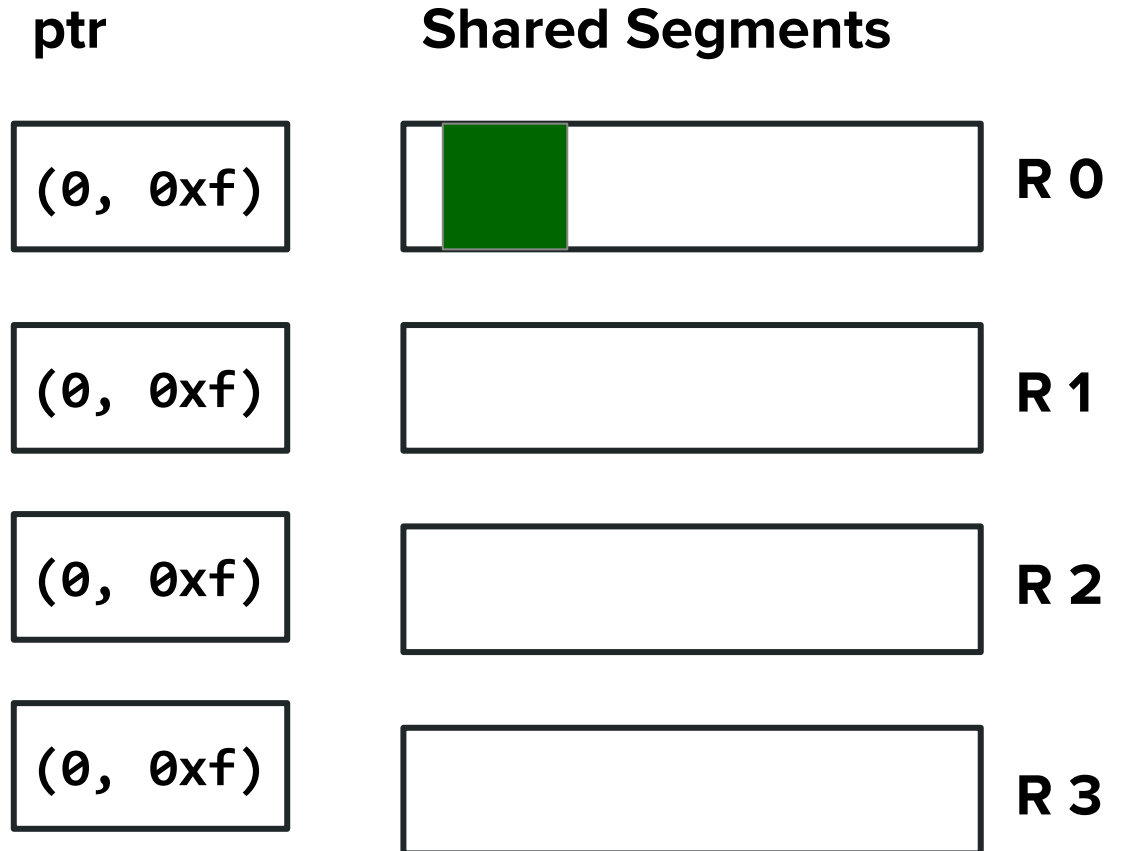 ptr Shared Segments
(0, 0xf) R 0
(0, 0xf) R 1
(0, 0xf) R 2
(0, 0xf) R 3